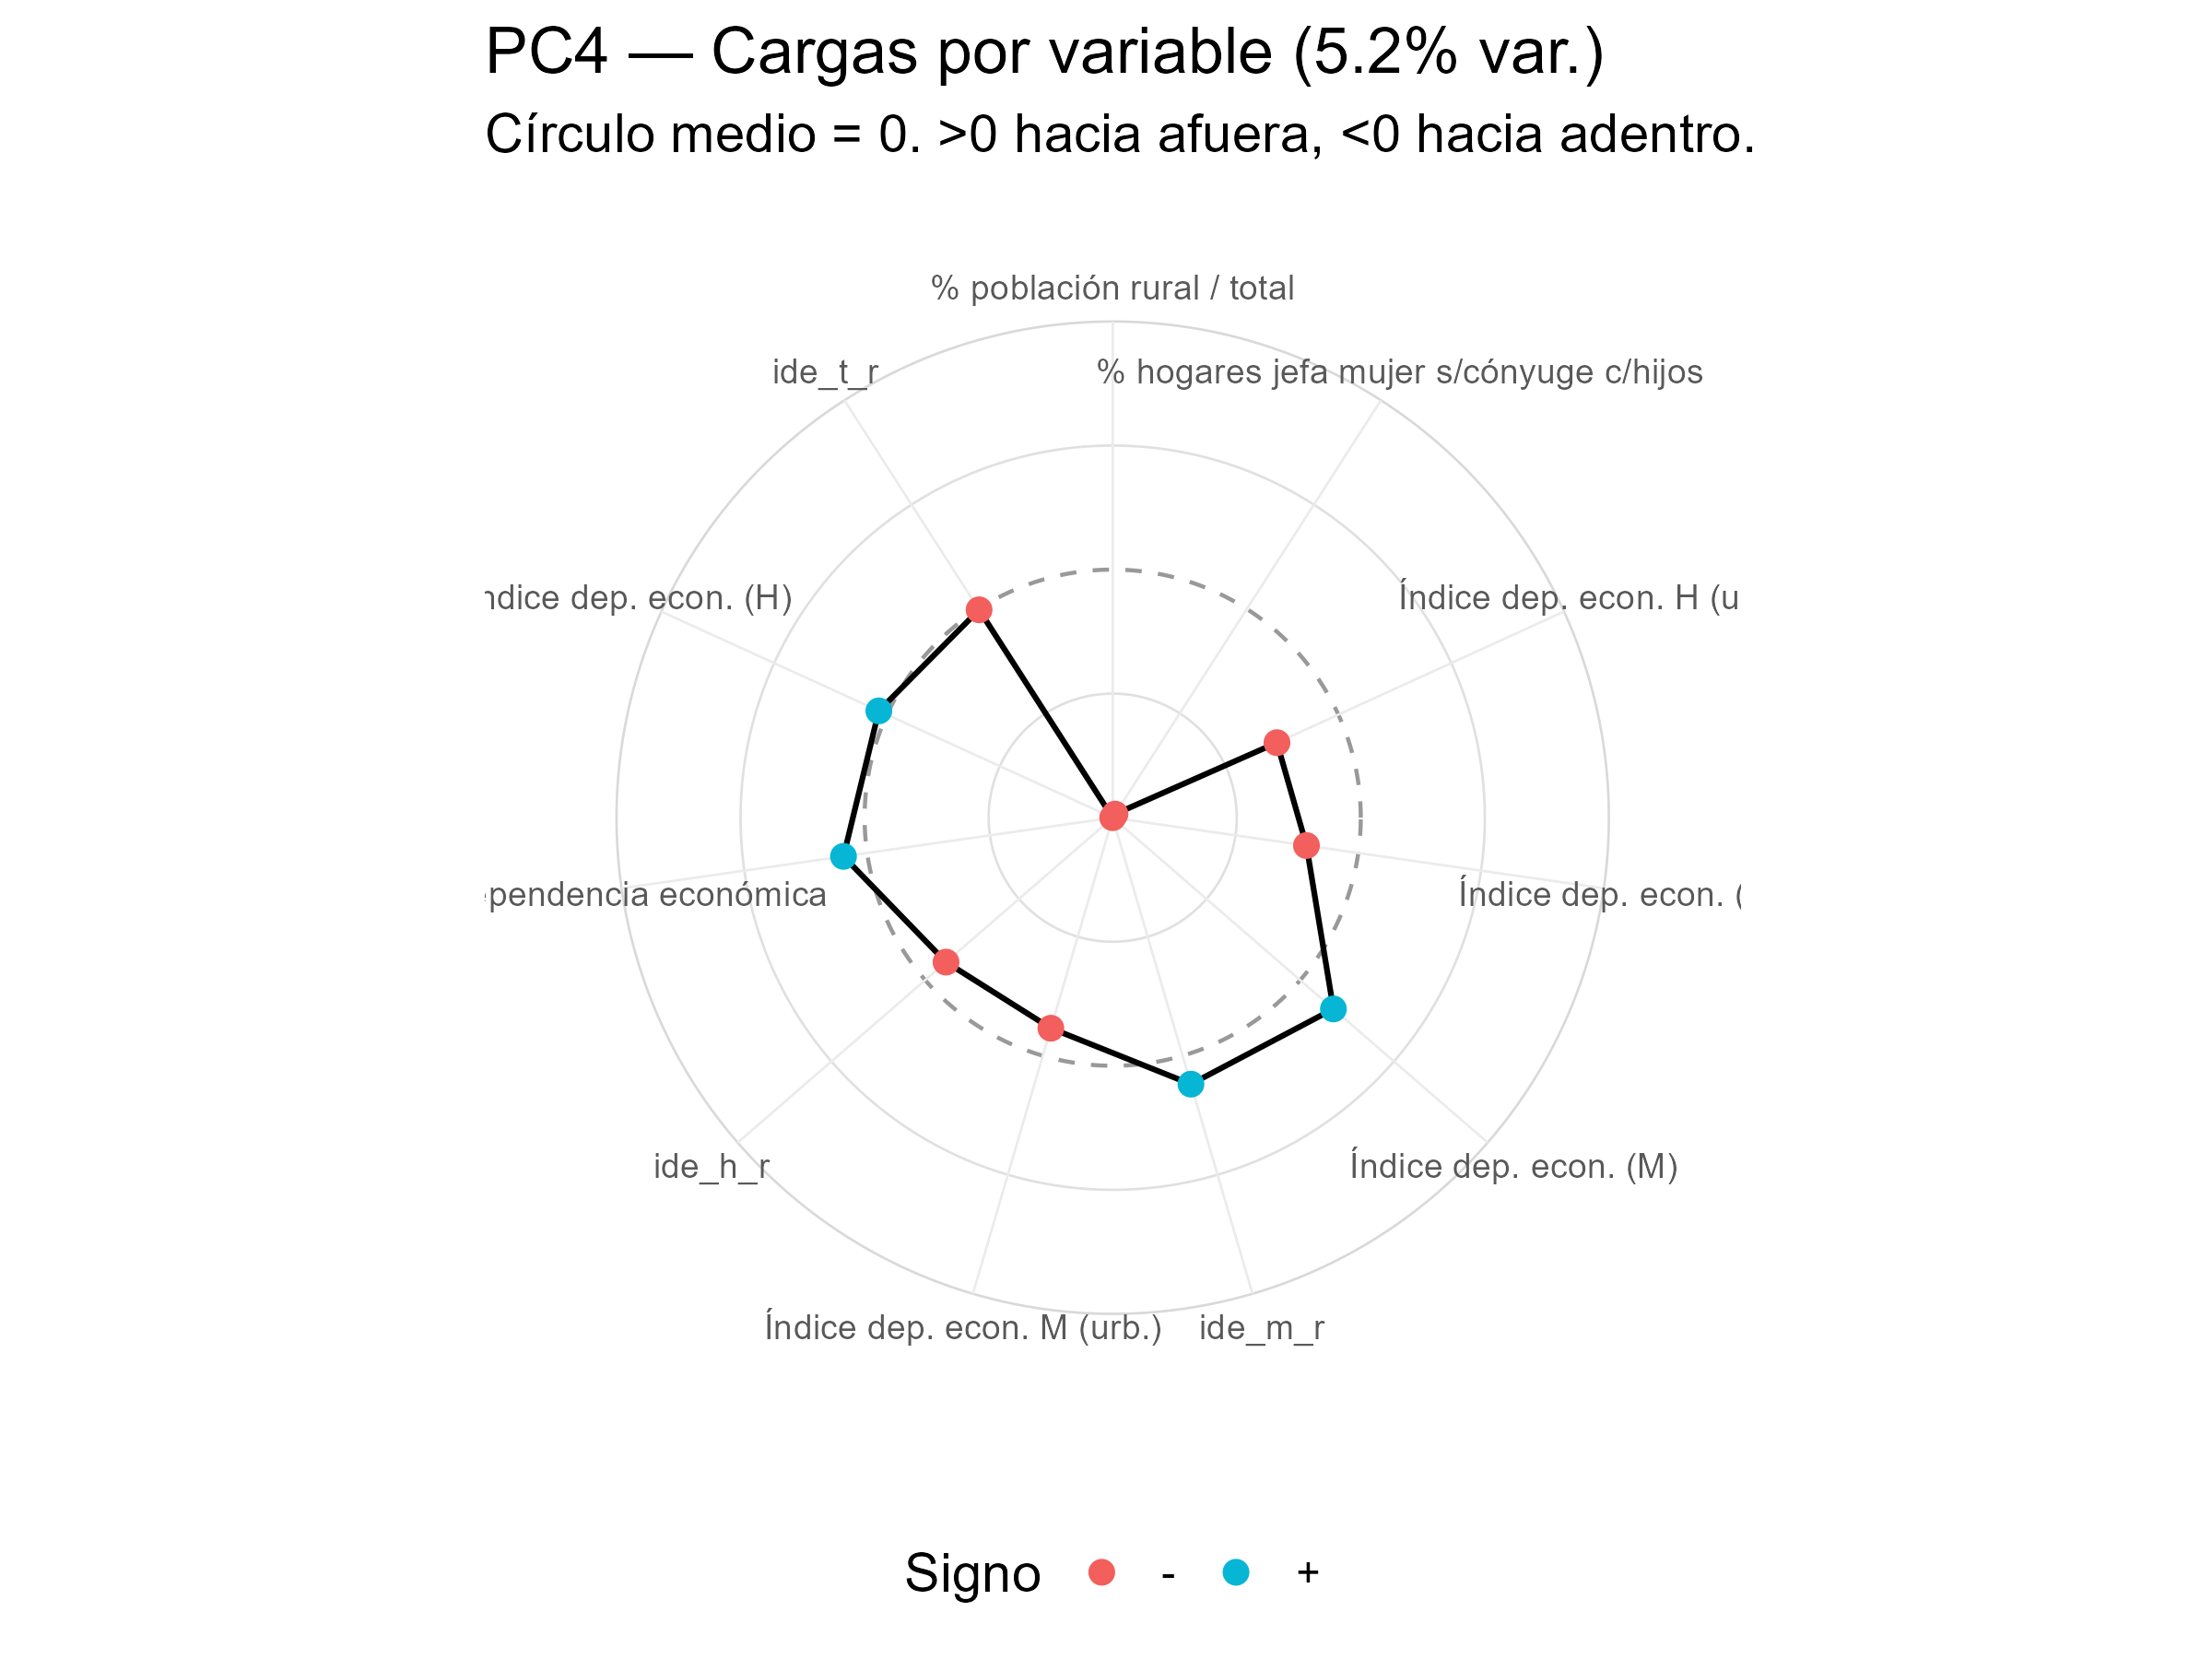 PC4 — Cargas por variable (5.2% var.)
Círculo medio = 0. >0 hacia afuera, <0 hacia adentro.
% población rural / total
ide_t_r
% hogares jefa mujer s/cónyuge c/hijos
ndice dep. econ. (H)
Índice dep. econ. H (u
pendencia económica
Índice dep. econ. (
ide_h_r
Índice dep. econ. (M)
Índice dep. econ. M (urb.)
ide_m_r
Signo - +